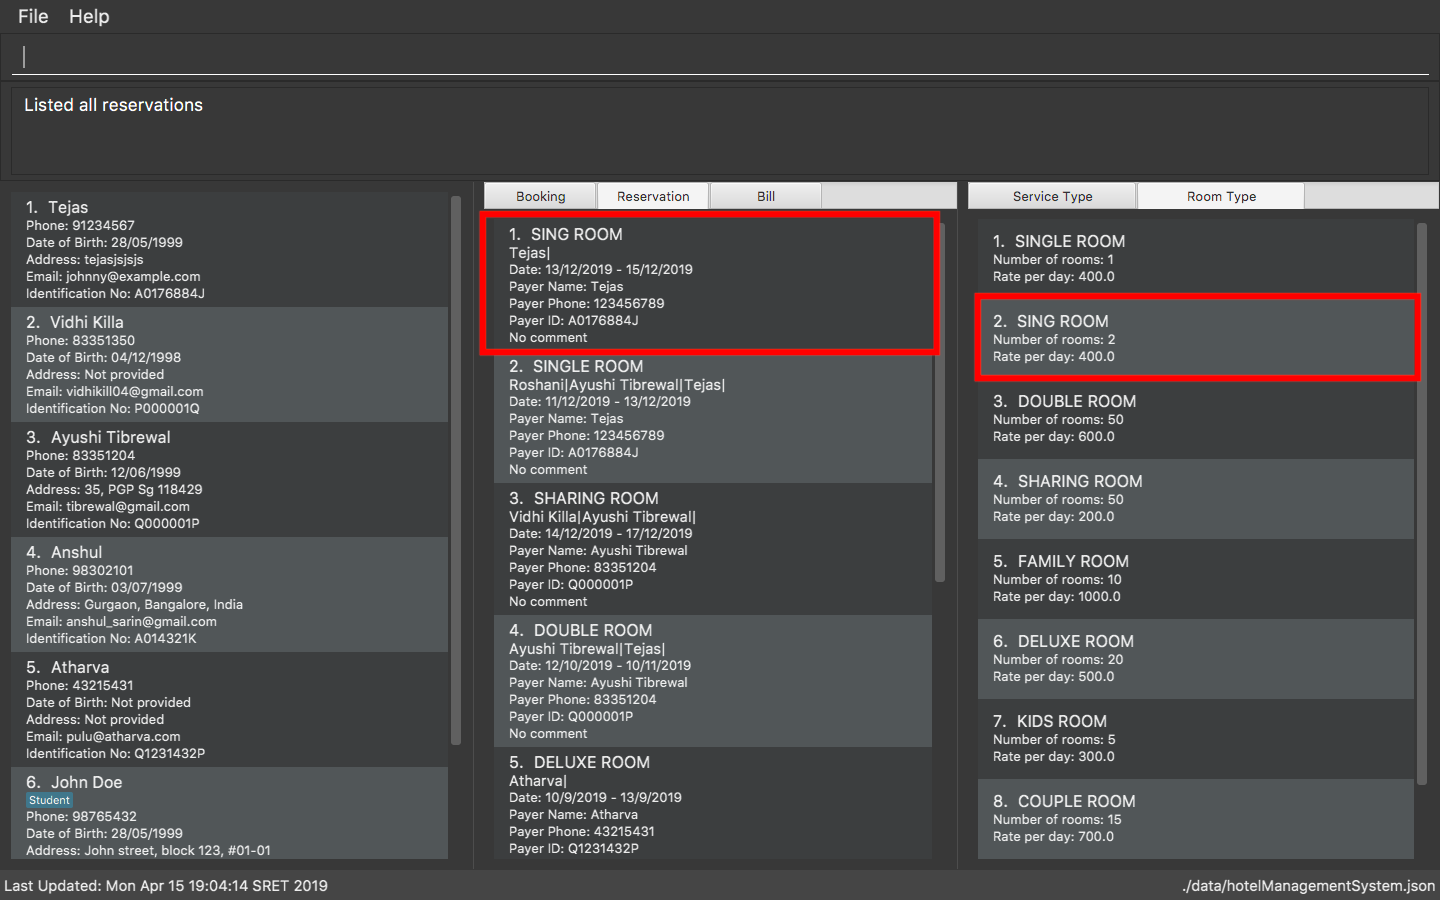 File Help
Listed all reservations
1. Tejas
Phone: 91234567
Date of Birth: 28/05/1999
Address: tejasjsjsjs
Email: johnny@example.com
Identification No: A0176884J
2. Vidhi Killa
Phone: 83351350
Date of Birth: 04/12/1998
Address: Not provided
Email: vidhikill04@gmail.com
Identification No: P000001Q
3. Ayushi Tibrewal
Phone: 83351204
Date of Birth: 12/06/1999
Address: 35, PGP Sg 118429
Email: tibrewal@gmail.com
Identification No: Q000001P
4. Anshul
Phone: 98302101
Date of Birth: 03/07/1999
Address: Gurgaon, Bangalore, India
Email: anshul_sarin@gmail.com
Identification No: A014321K
5. Atharva
Phone: 43215431
Date of Birth: Not provided
Address: Not provided
Email: pulu@atharva.com
Identification No: Q1231432P
6. John Doe
Student
Phone: 98765432
Date of Birth: 28/05/1999
Address: John street, block 123, #01-01
Booking Reservation Bill
1. SING ROOM
Tejas|
Date: 13/12/2019 - 15/12/2019
Payer Name: Tejas
Payer Phone: 123456789
Payer ID: A0176884J
No comment
2. SINGLE ROOM
Roshani|Ayushi Tibrewal|Tejas|
Date: 11/12/2019 - 13/12/2019
Payer Name: Tejas
Payer Phone: 123456789
Payer ID: A0176884J
No comment
3. SHARING ROOM
Vidhi Killa|Ayushi Tibrewal|
Date: 14/12/2019 - 17/12/2019
Payer Name: Ayushi Tibrewal
Payer Phone: 83351204
Payer ID: Q000001P
No comment
4. DOUBLE ROOM
Ayushi Tibrewal|Tejas|
Date: 12/10/2019 - 10/11/2019
Payer Name: Ayushi Tibrewal
Payer Phone: 83351204
Payer ID: Q000001P
No comment
5. DELUXE ROOM
Atharva|
Date: 10/9/2019 - 13/9/2019
Payer Name: Atharva
Payer Phone: 43215431
Payer ID: Q1231432P
Service Type Room Type
1. SINGLE ROOM
Number of rooms: 1
Rate per day: 400.0
2. SING ROOM
Number of rooms: 2
Rate per day: 400.0
3. DOUBLE ROOM
Number of rooms: 50
Rate per day: 600.0
4. SHARING ROOM
Number of rooms: 50
Rate per day: 200.0
5. FAMILY ROOM
Number of rooms: 10
Rate per day: 1000.0
6. DELUXE ROOM
Number of rooms: 20
Rate per day: 500.0
7. KIDS ROOM
Number of rooms: 5
Rate per day: 300.0
8. COUPLE ROOM
Number of rooms: 15
Rate per day: 700.0
Last Updated: Mon Apr 15 19:04:14 SRET 2019
./data/hotelManagementSystem.json